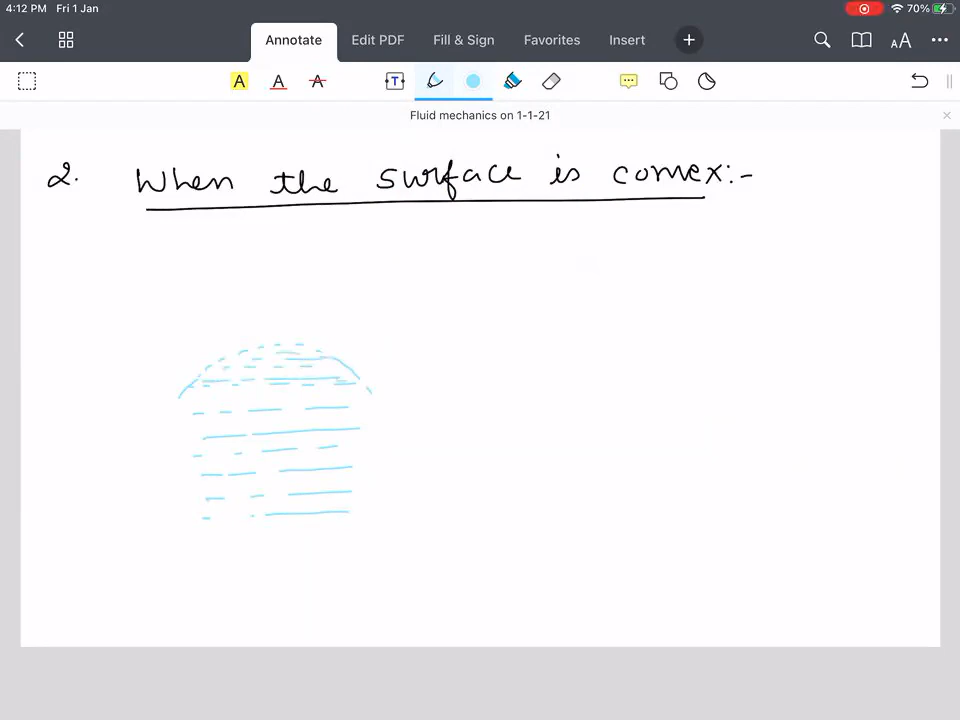 4:12 PM Fri 1 Jan 70%
Annotate Edit PDF Fill & Sign Favorites Insert
Fluid mechanics on 1-1-21
2. When the surface is convex:-